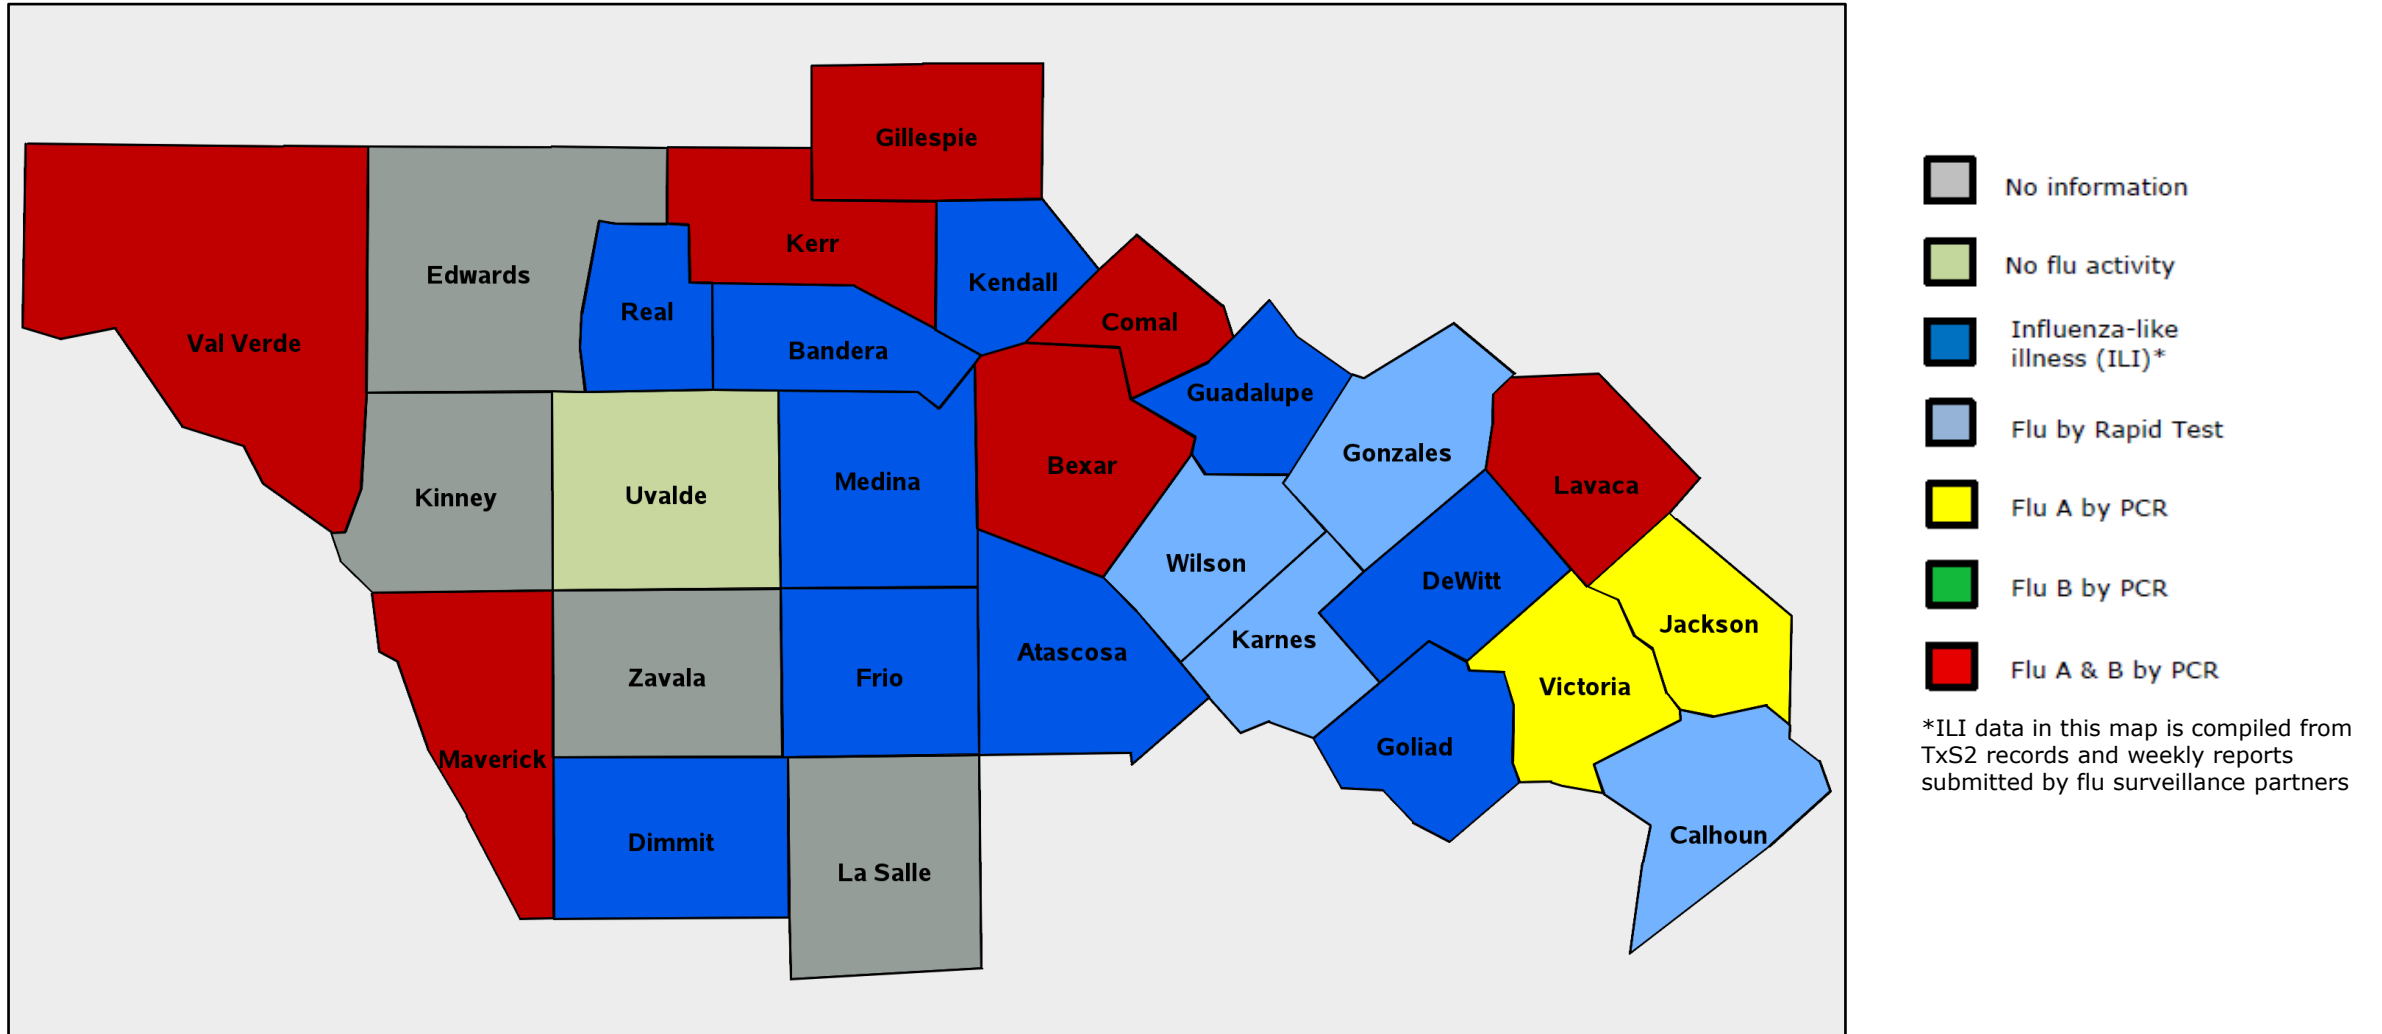 Gillespie
Kerr
Edwards
Kendall
Real
Comal
Val Verde
Bandera
Guadalupe
Gonzales
Bexar
Medina
Lavaca
Uvalde
Kinney
Wilson
DeWitt
Jackson
Karnes
Atascosa
Zavala
Frio
Victoria
Goliad
Maverick
Calhoun
Dimmit
La Salle
No information
No flu activity
Influenza-like
illness (ILI)*
Flu by Rapid Test
Flu A by PCR
Flu B by PCR
Flu A & B by PCR
*ILI data in this map is compiled from
TxS2 records and weekly reports
submitted by flu surveillance partners